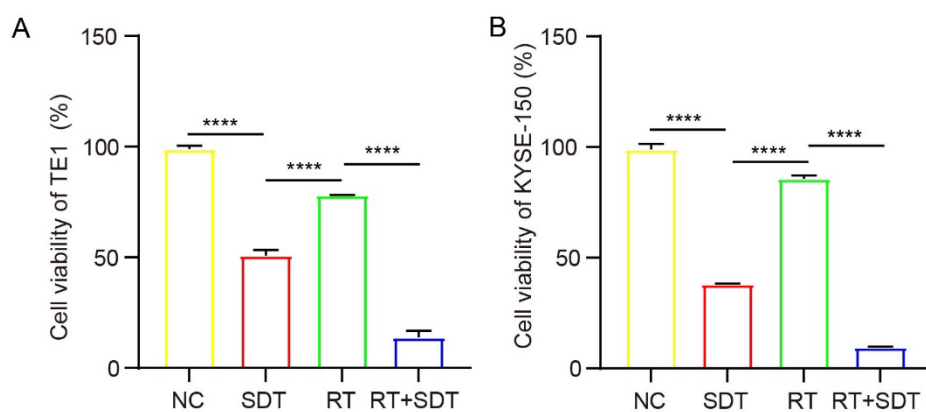 A
Cell viability of TE1 (%)
150
100
50
0
****
****
****
NC SDT RT RT+SDT
B
Cell viability of KYSE-150 (%)
150
100
50
0
****
****
****
NC SDT RT RT+SDT